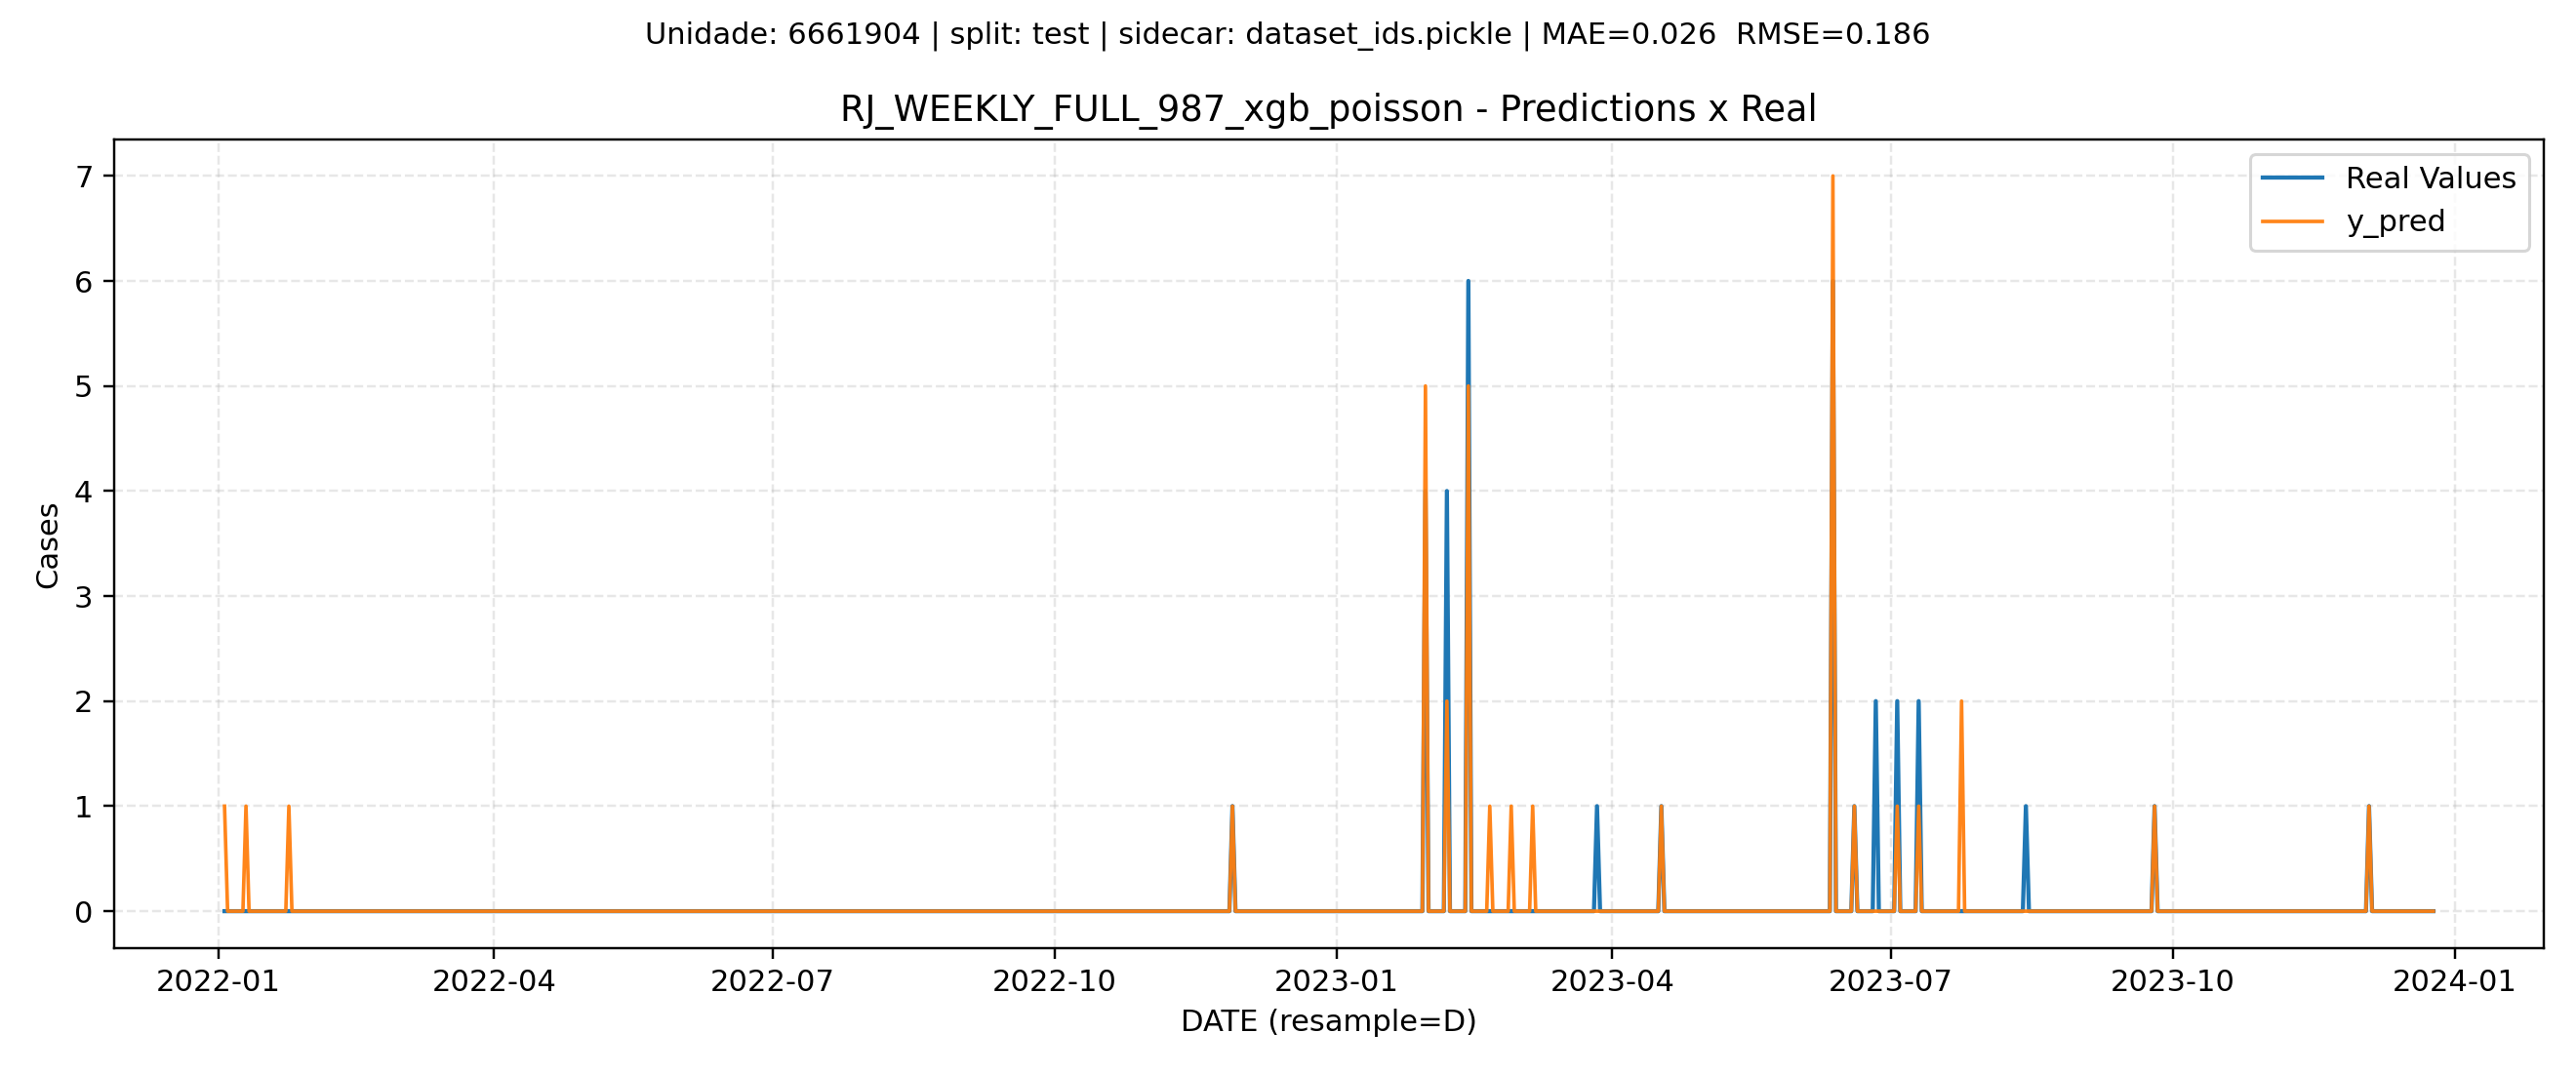 Unidade: 6661904 | split: test | sidecar: dataset_ids.pickle | MAE=0.026  RMSE=0.186
RJ_WEEKLY_FULL_987_xgb_poisson - Predictions x Real
Real Values
y_pred
7
6
5
4
3
2
1
0
Cases
2022-01
2022-04
2022-07
2022-10
2023-01
2023-04
2023-07
2023-10
2024-01
DATE (resample=D)